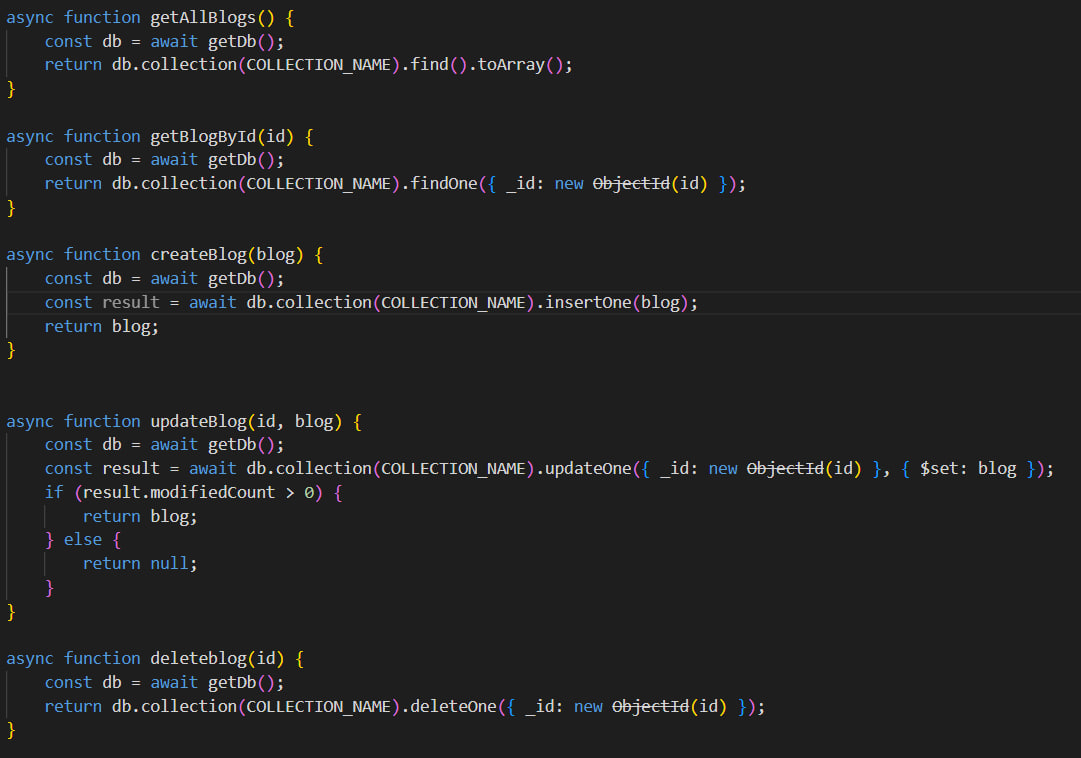 async function getAllBlogs() {
    const db = await getDb();
    return db.collection(COLLECTION_NAME).find().toArray();
}

async function getBlogById(id) {
    const db = await getDb();
    return db.collection(COLLECTION_NAME).findOne({ _id: new ObjectId(id) });
}

async function createBlog(blog) {
    const db = await getDb();
    const result = await db.collection(COLLECTION_NAME).insertOne(blog);
    return blog;
}


async function updateBlog(id, blog) {
    const db = await getDb();
    const result = await db.collection(COLLECTION_NAME).updateOne({ _id: new ObjectId(id) }, { $set: blog });
    if (result.modifiedCount > 0) {
        return blog;
    } else {
        return null;
    }
}

async function deleteblog(id) {
    const db = await getDb();
    return db.collection(COLLECTION_NAME).deleteOne({ _id: new ObjectId(id) });
}